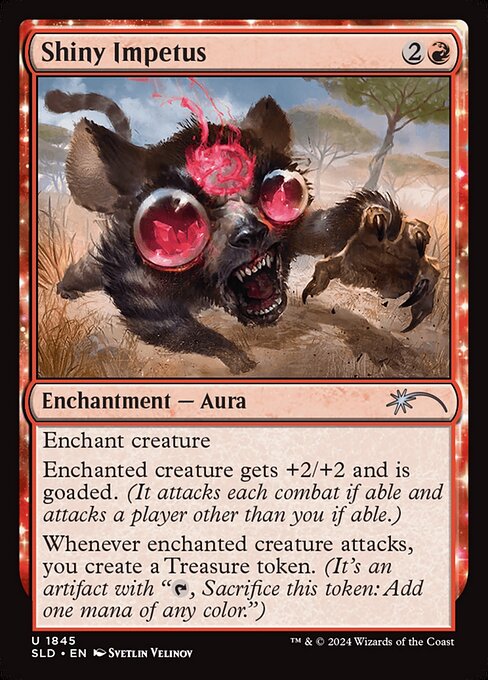 Shiny Impetus 2
Enchantment — Aura
Enchant creature
Enchanted creature gets +2/+2 and is
goaded. (It attacks each combat if able and
attacks a player other than you if able.)
Whenever enchanted creature attacks,
you create a Treasure token. (It's an
artifact with “, Sacrifice this token: Add
one mana of any color.”)
U 1845
SLD • EN Svetlin Velinov
™ & © 2024 Wizards of the Coast